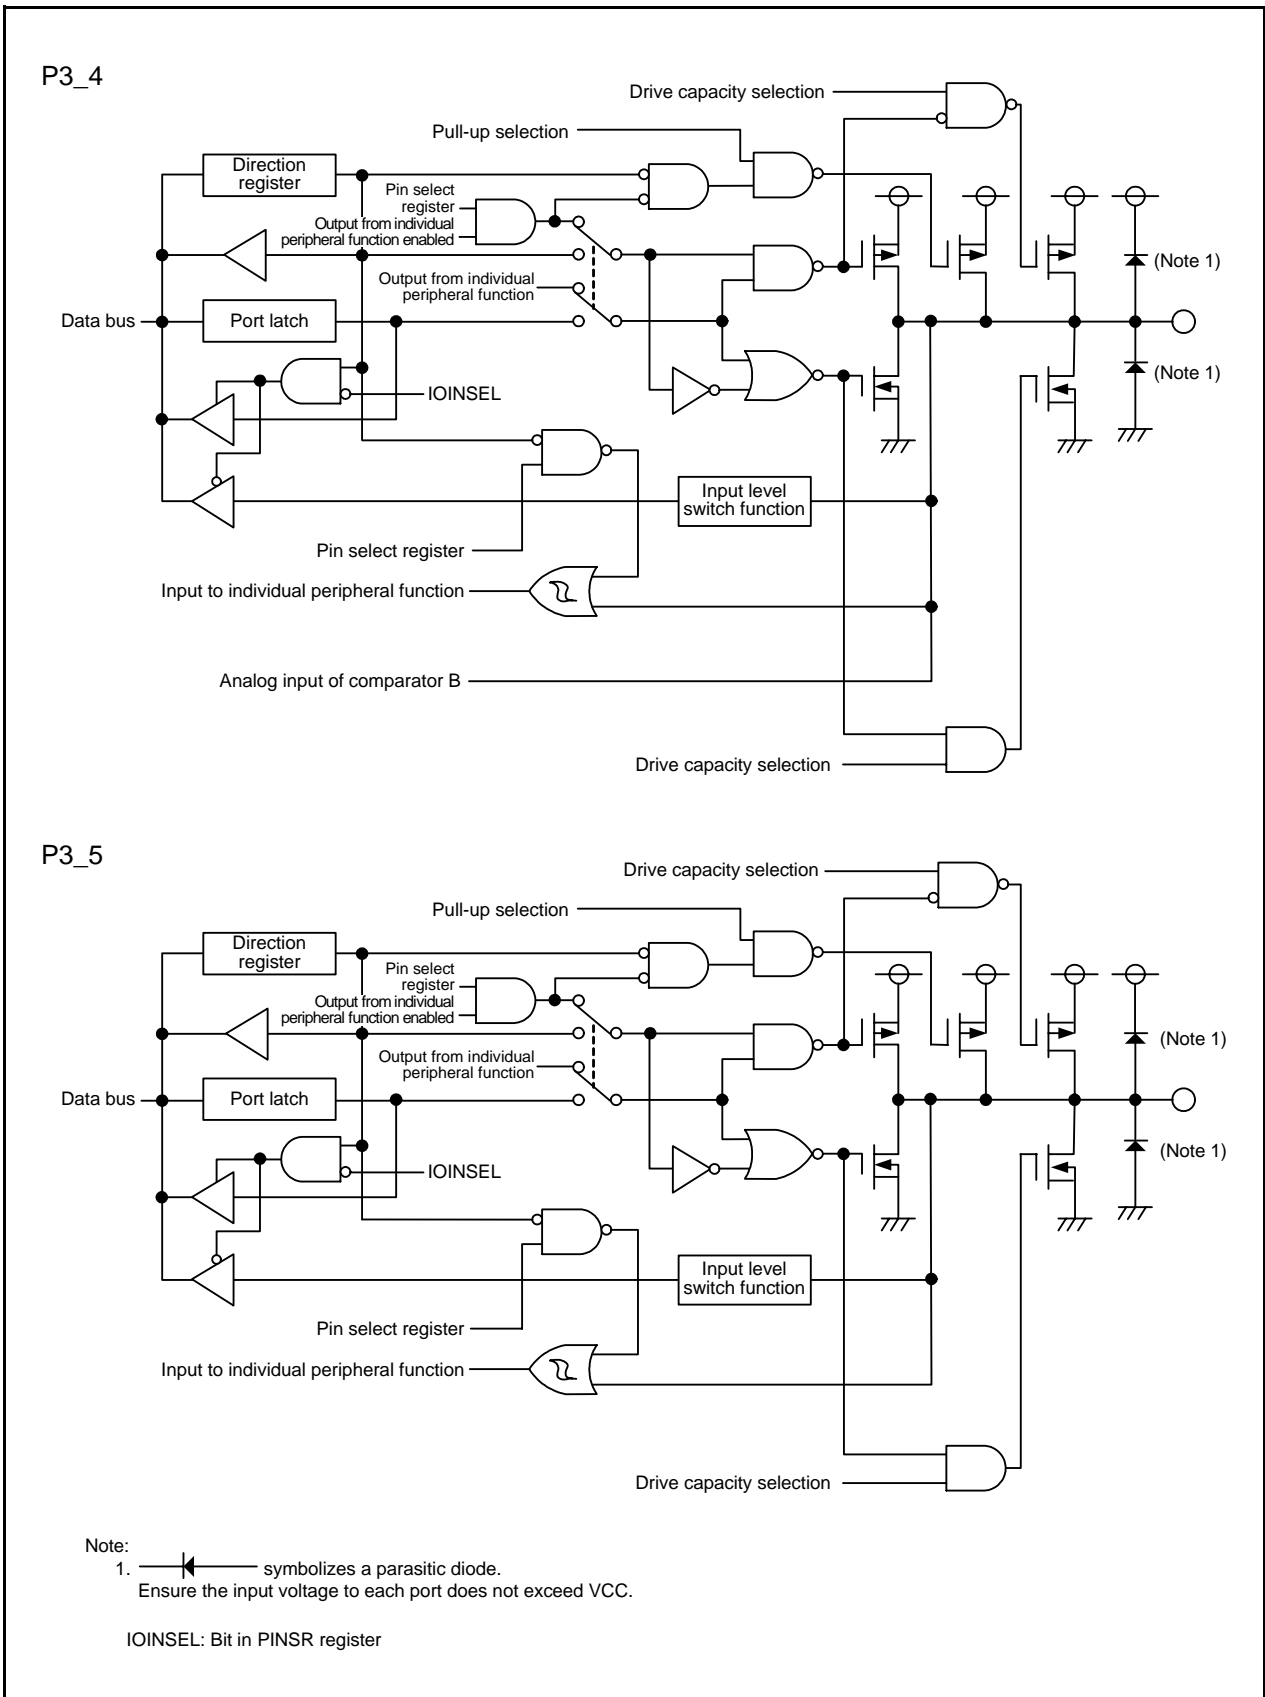 P3_4
Drive capacity selection
Pull-up selection
Direction
register
Pin select
register
Output from individual
peripheral function enabled
Output from individual
peripheral function
(Note 1)
Data bus
Port latch
(Note 1)
IOINSEL
Input level
switch function
Pin select register
Input to individual peripheral function
Analog input of comparator B
Drive capacity selection
P3_5
Drive capacity selection
Pull-up selection
Direction
register
Pin select
register
Output from individual
peripheral function enabled
(Note 1)
Output from individual
peripheral function
Data bus
Port latch
(Note 1)
IOINSEL
Input level
switch function
Pin select register
Input to individual peripheral function
Drive capacity selection
Note:
1. symbolizes a parasitic diode.
Ensure the input voltage to each port does not exceed VCC.
IOINSEL: Bit in PINSR register